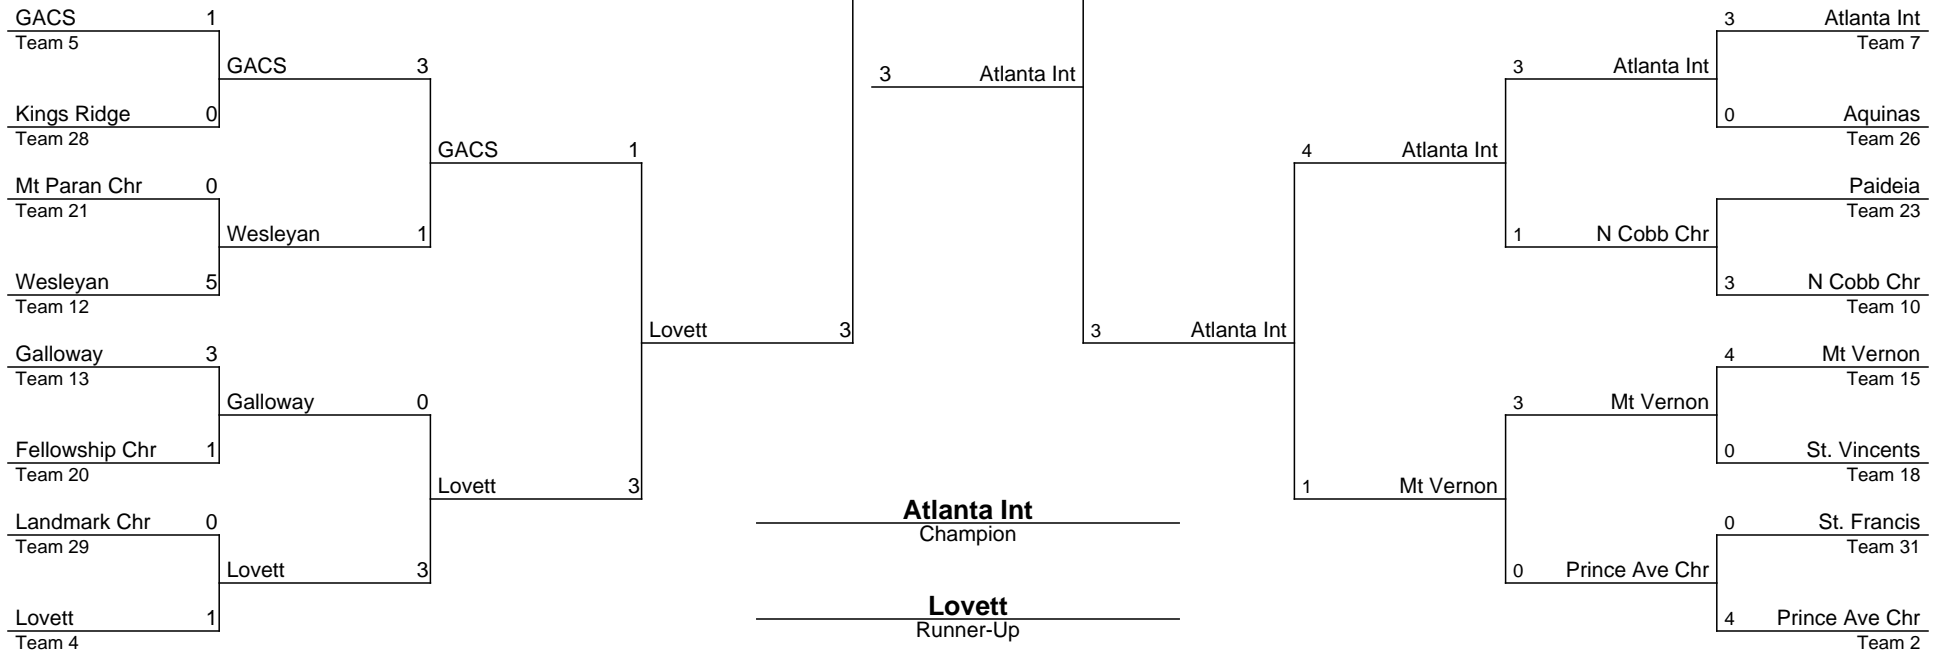 GACS 1
Team 5
GACS 3
Kings Ridge 0
Team 28
GACS 1
Mt Paran Chr 0
Team 21
Wesleyan 1
Wesleyan 5
Team 12
Lovett 3
Galloway 3
Team 13
Galloway 0
Fellowship Chr 1
Team 20
Lovett 3
Landmark Chr 0
Team 29
Lovett 3
Lovett 1
Team 4
3 Atlanta Int
Atlanta Int
Champion
Lovett
Runner-Up
3 Atlanta Int
Team 7
3 Atlanta Int
0 Aquinas
Team 26
4 Atlanta Int
Paideia
Team 23
1 N Cobb Chr
3 N Cobb Chr
Team 10
3 Atlanta Int
4 Mt Vernon
Team 15
3 Mt Vernon
0 St. Vincents
Team 18
1 Mt Vernon
0 St. Francis
Team 31
0 Prince Ave Chr
4 Prince Ave Chr
Team 2